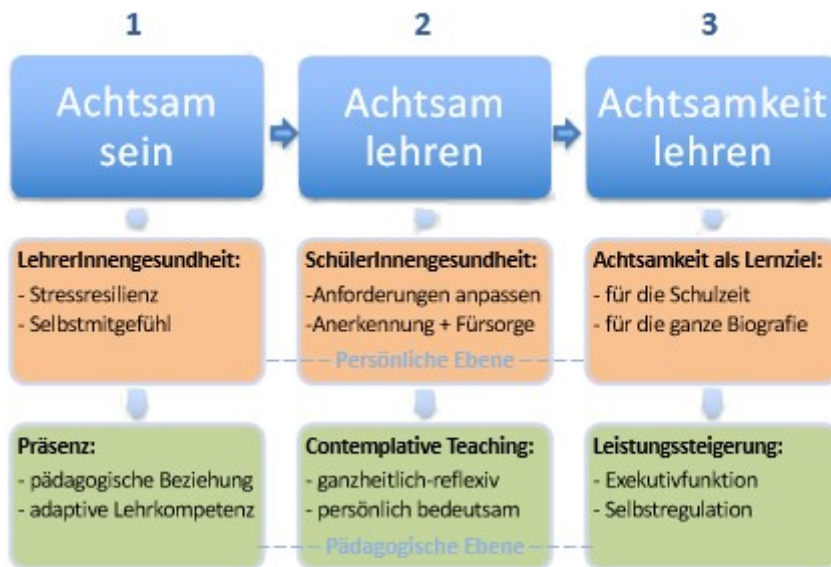 1
2
3
Achtsam
sein
Achtsam
lehren
Achtsamkeit
lehren
LehrerInnengesundheit:
- Stressresilienz
- Selbstmitgefühl
SchülerInnengesundheit:
-Anforderungen anpassen
-Anerkennung + Fürsorge
Achtsamkeit als Lernziel:
- für die Schulzeit
- für die ganze Biografie
Persönliche Ebene
Präsenz:
- pädagogische Beziehung
- adaptive Lehrkompetenz
Contemplative Teaching:
- ganzheitlich-reflexiv
- persönlich bedeutsam
Leistungssteigerung:
- Exekutivfunktion
- Selbstregulation
Pädagogische Ebene